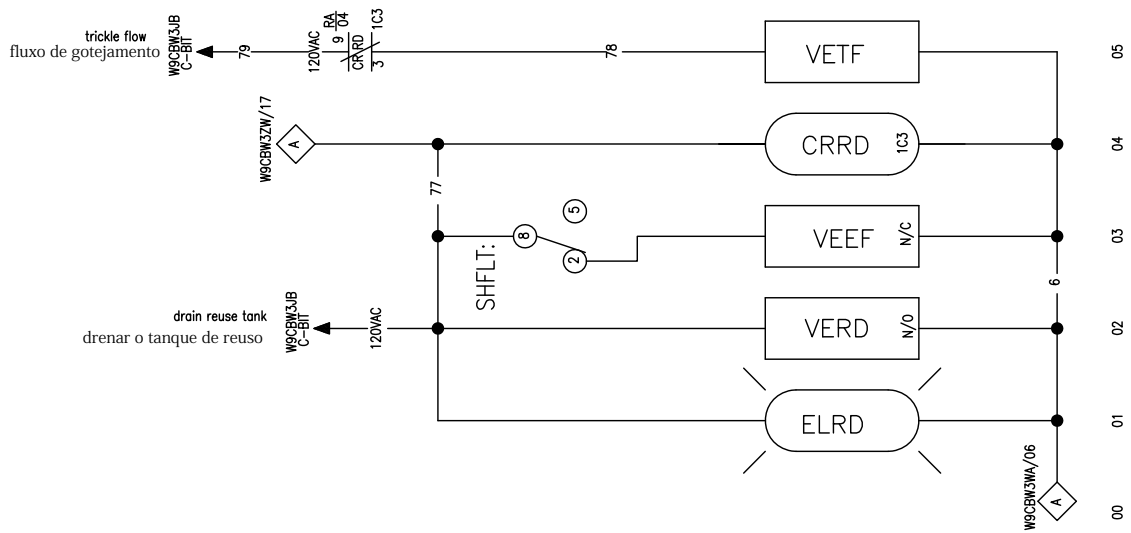 trickle flow
fluxo de gotejamento
W9CBW3JB
C-BIT
79
120VAC
RA
9 04
CRRD
3 1C3
78
VETF
05
W9CBW3ZW/17
A
77
CRRD
1C3
04
SHFLT:
8
5
2
VEEF
N/C
03
drain reuse tank
drenar o tanque de reuso
W9CBW3JB
C-BIT
120VAC
VERD
N/O
6
02
ELRD
01
W9CBW3WA/06
A
00